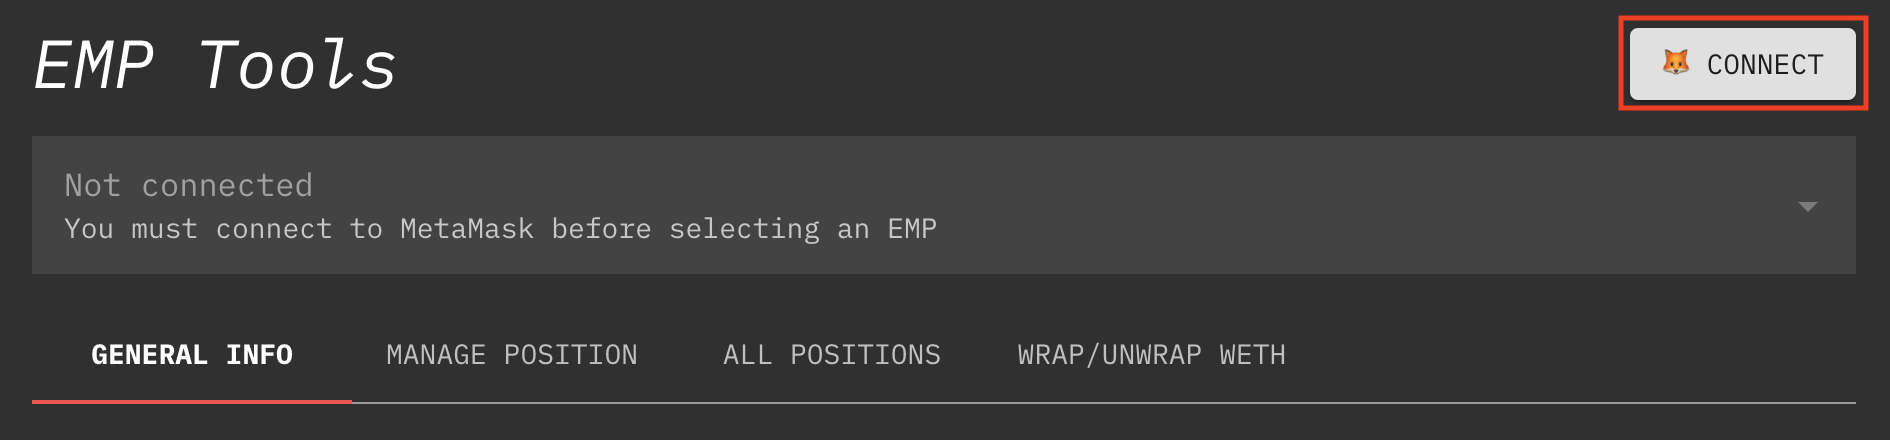 EMP Tools
CONNECT
Not connected
You must connect to MetaMask before selecting an EMP
GENERAL INFO
MANAGE POSITION
ALL POSITIONS
WRAP/UNWRAP WETH